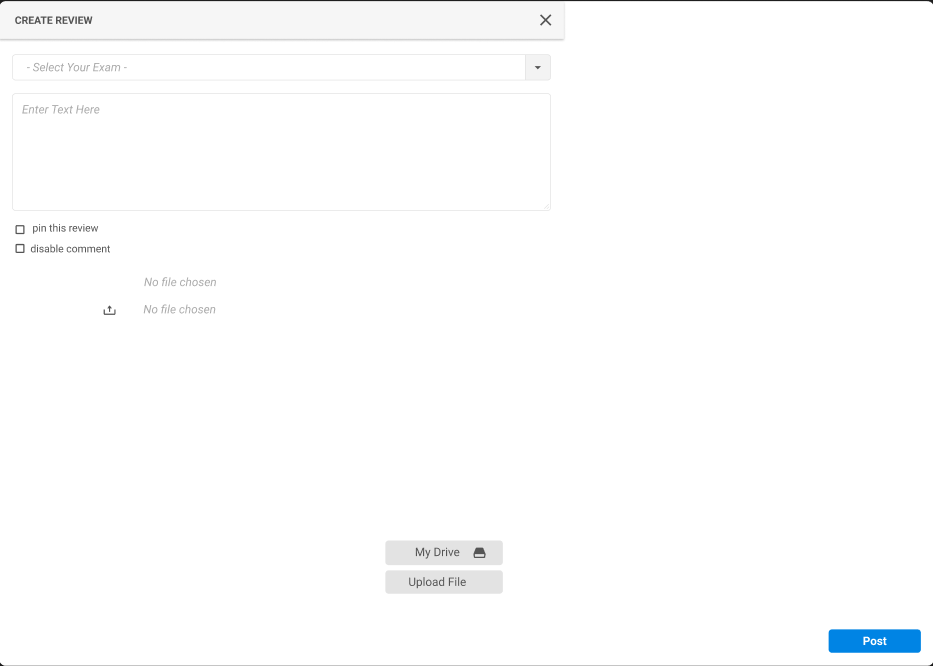 CREATE REVIEW
- Select Your Exam -
Enter Text Here
pin this review
disable comment
No file chosen
No file chosen
My Drive
Upload File
Post